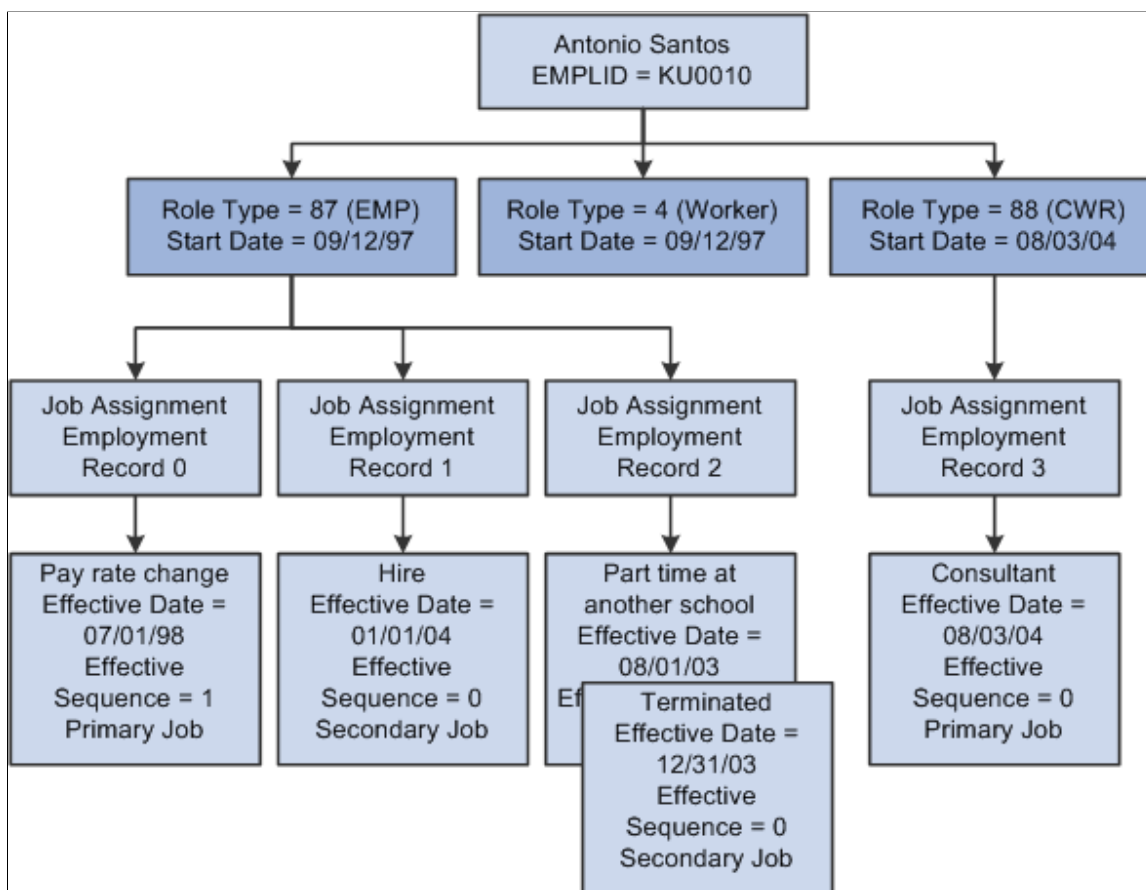 Antonio Santos
EMPLID = KU0010
Role Type = 87 (EMP)
Start Date = 09/12/97
Role Type = 4 (Worker)
Start Date = 09/12/97
Role Type = 88 (CWR)
Start Date = 08/03/04
Job Assignment
Employment
Record 0
Job Assignment
Employment
Record 1
Job Assignment
Employment
Record 2
Job Assignment
Employment
Record 3
Pay rate change
Effective Date =
07/01/98
Effective
Sequence = 1
Primary Job
Hire
Effective Date =
01/01/04
Effective
Sequence = 0
Secondary Job
Part time at
another school
Effective Date =
08/01/03
Terminated
Effective Date =
12/31/03
Effective
Sequence = 0
Secondary Job
Consultant
Effective Date =
08/03/04
Effective
Sequence = 0
Primary Job